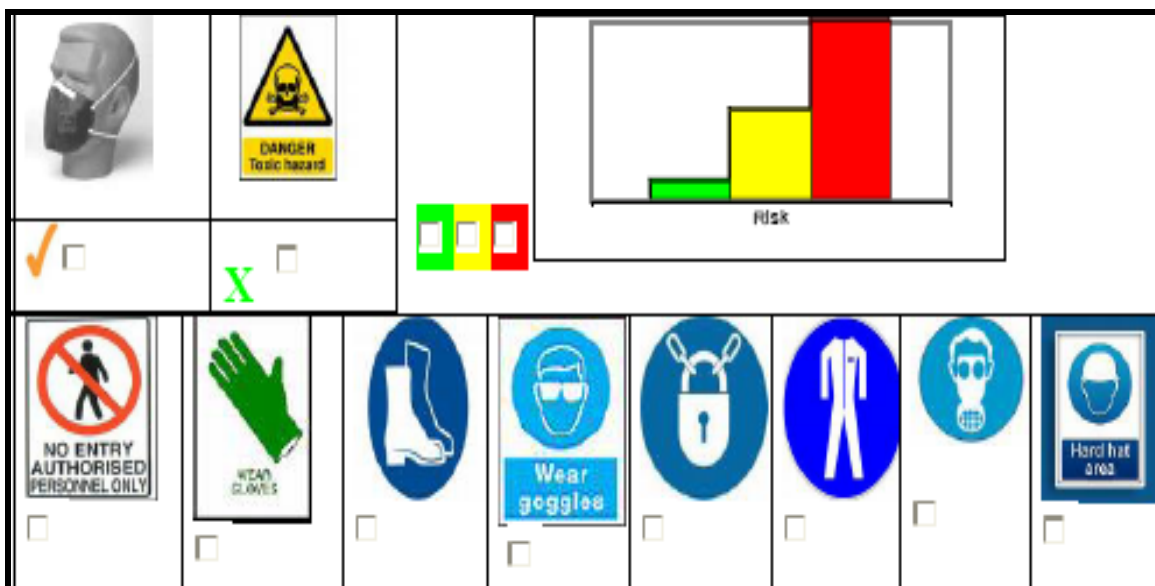 DANGER
Toxic hazard
Risk
X
NO ENTRY
AUTHORISED
PERSONNEL ONLY
WEAR
GLOVES
Wear
goggles
Hard hat
area